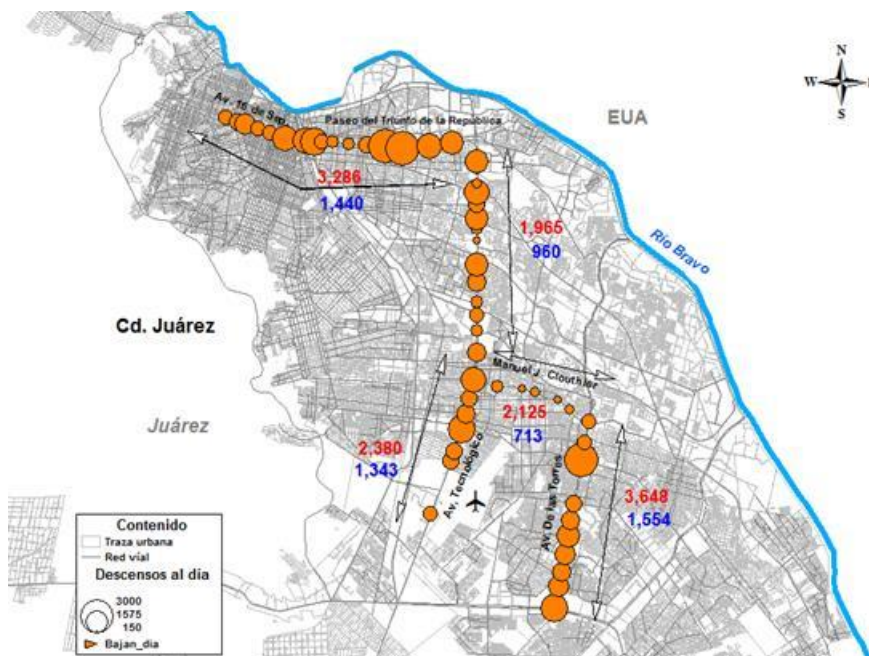 N
W
S
EUA
Av. 16 de Sep.
Paseo del Triunfo de la República
3,286
1,440
1,965
960
Río Bravo
Cd. Juárez
Manuel J. Clouthier
Juárez
2,125
713
2,380
1,343
Av. Tecnológico
Av. De las Torres
3,648
1,554
Contenido
Traza urbana
Red víal
Descensos al día
3000
1575
150
Bajan_dia